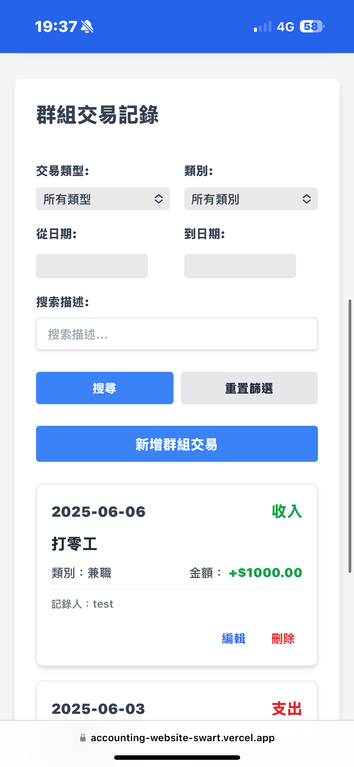 19:37 4G 58
群組交易記錄
交易類型: 類別:
所有類型 所有類別
從日期: 到日期:
搜索描述:
搜索描述...
搜尋 重置篩選
新增群組交易
2025-06-06 收入
打零工
類別：兼職 金額： +$1000.00
記錄人：test
編輯 刪除
2025-06-03 支出
accounting-website-swart.vercel.app